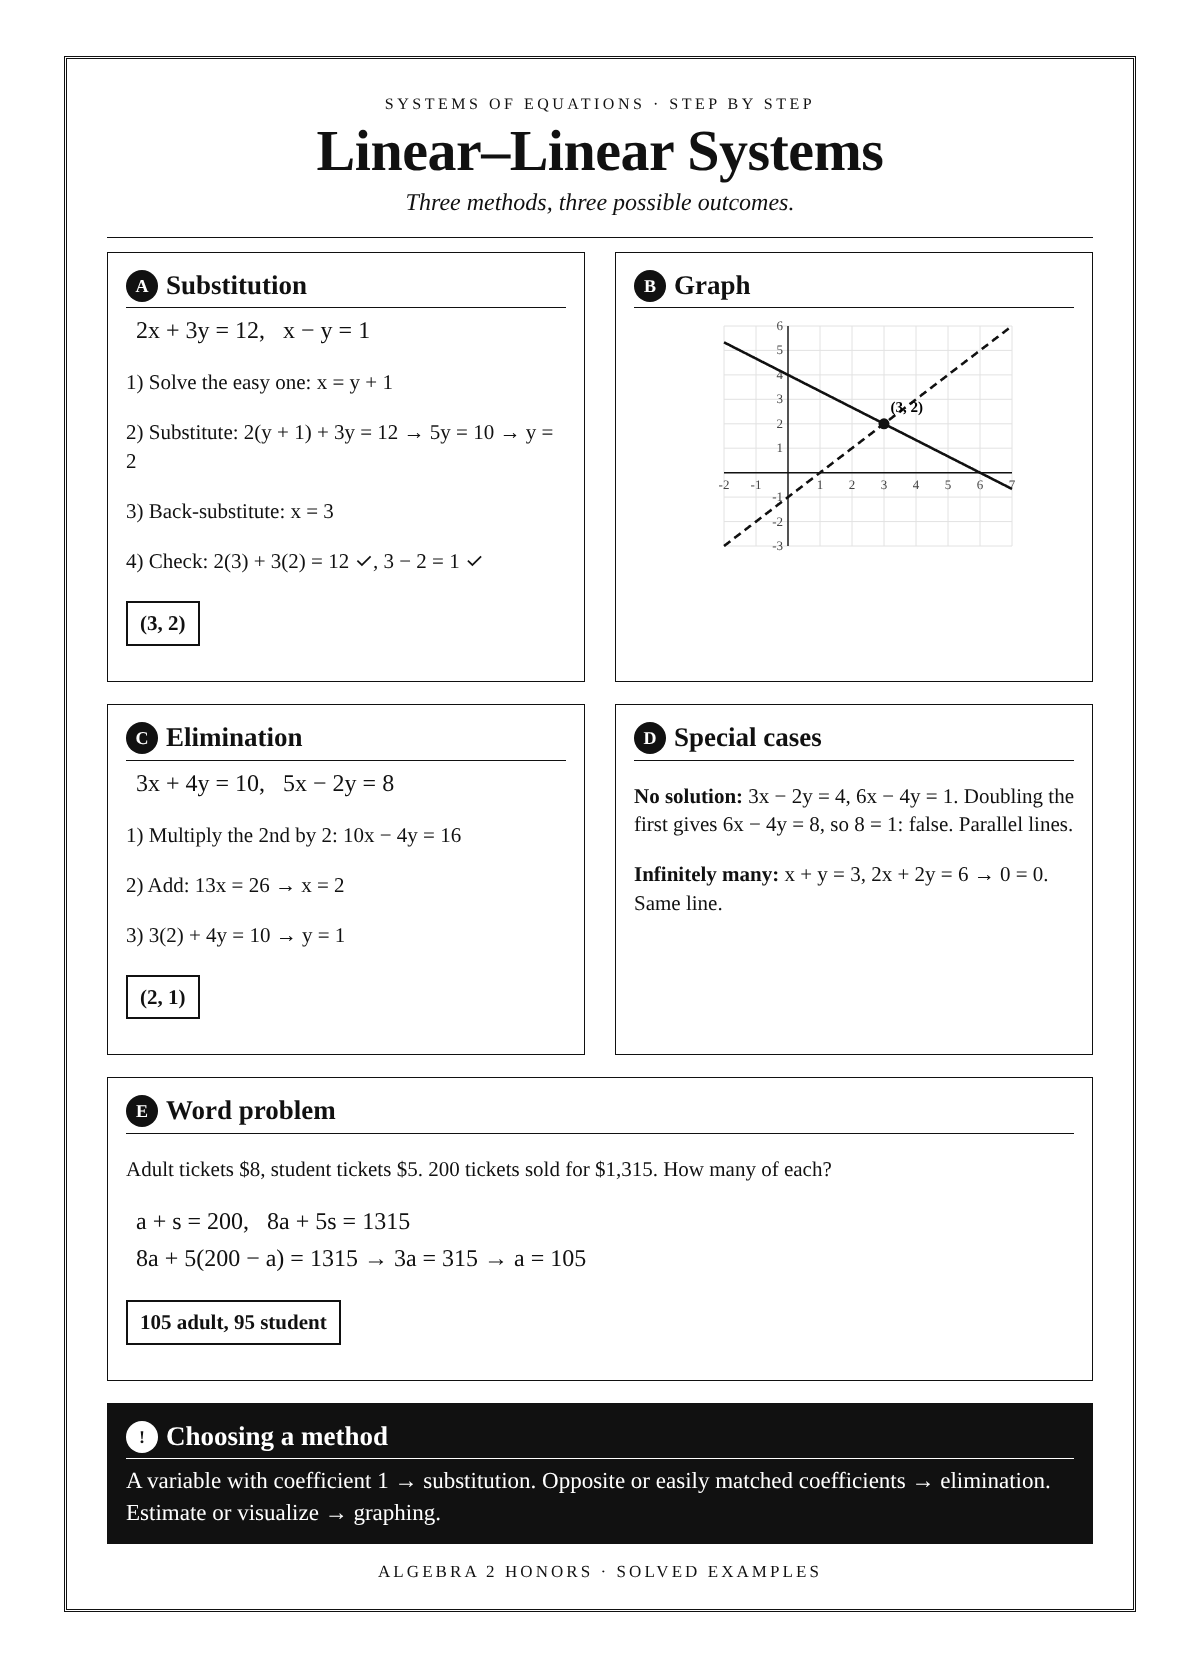 SYSTEMS OF EQUATIONS · STEP BY STEP
Linear–Linear Systems
Three methods, three possible outcomes.
A Substitution
2x + 3y = 12,   x − y = 1
1) Solve the easy one: x = y + 1
2) Substitute: 2(y + 1) + 3y = 12 → 5y = 10 → y =
2
3) Back-substitute: x = 3
4) Check: 2(3) + 3(2) = 12 ✓, 3 − 2 = 1 ✓
(3, 2)
B Graph
6
5
4
3
(3, 2)
2
1
-2 -1 1 2 3 4 5 6 7
-1
-2
-3
C Elimination
3x + 4y = 10,   5x − 2y = 8
1) Multiply the 2nd by 2: 10x − 4y = 16
2) Add: 13x = 26 → x = 2
3) 3(2) + 4y = 10 → y = 1
(2, 1)
D Special cases
No solution: 3x − 2y = 4, 6x − 4y = 1. Doubling the
first gives 6x − 4y = 8, so 8 = 1: false. Parallel lines.
Infinitely many: x + y = 3, 2x + 2y = 6 → 0 = 0.
Same line.
E Word problem
Adult tickets $8, student tickets $5. 200 tickets sold for $1,315. How many of each?
a + s = 200,   8a + 5s = 1315
8a + 5(200 − a) = 1315 → 3a = 315 → a = 105
105 adult, 95 student
! Choosing a method
A variable with coefficient 1 → substitution. Opposite or easily matched coefficients → elimination.
Estimate or visualize → graphing.
ALGEBRA 2 HONORS · SOLVED EXAMPLES